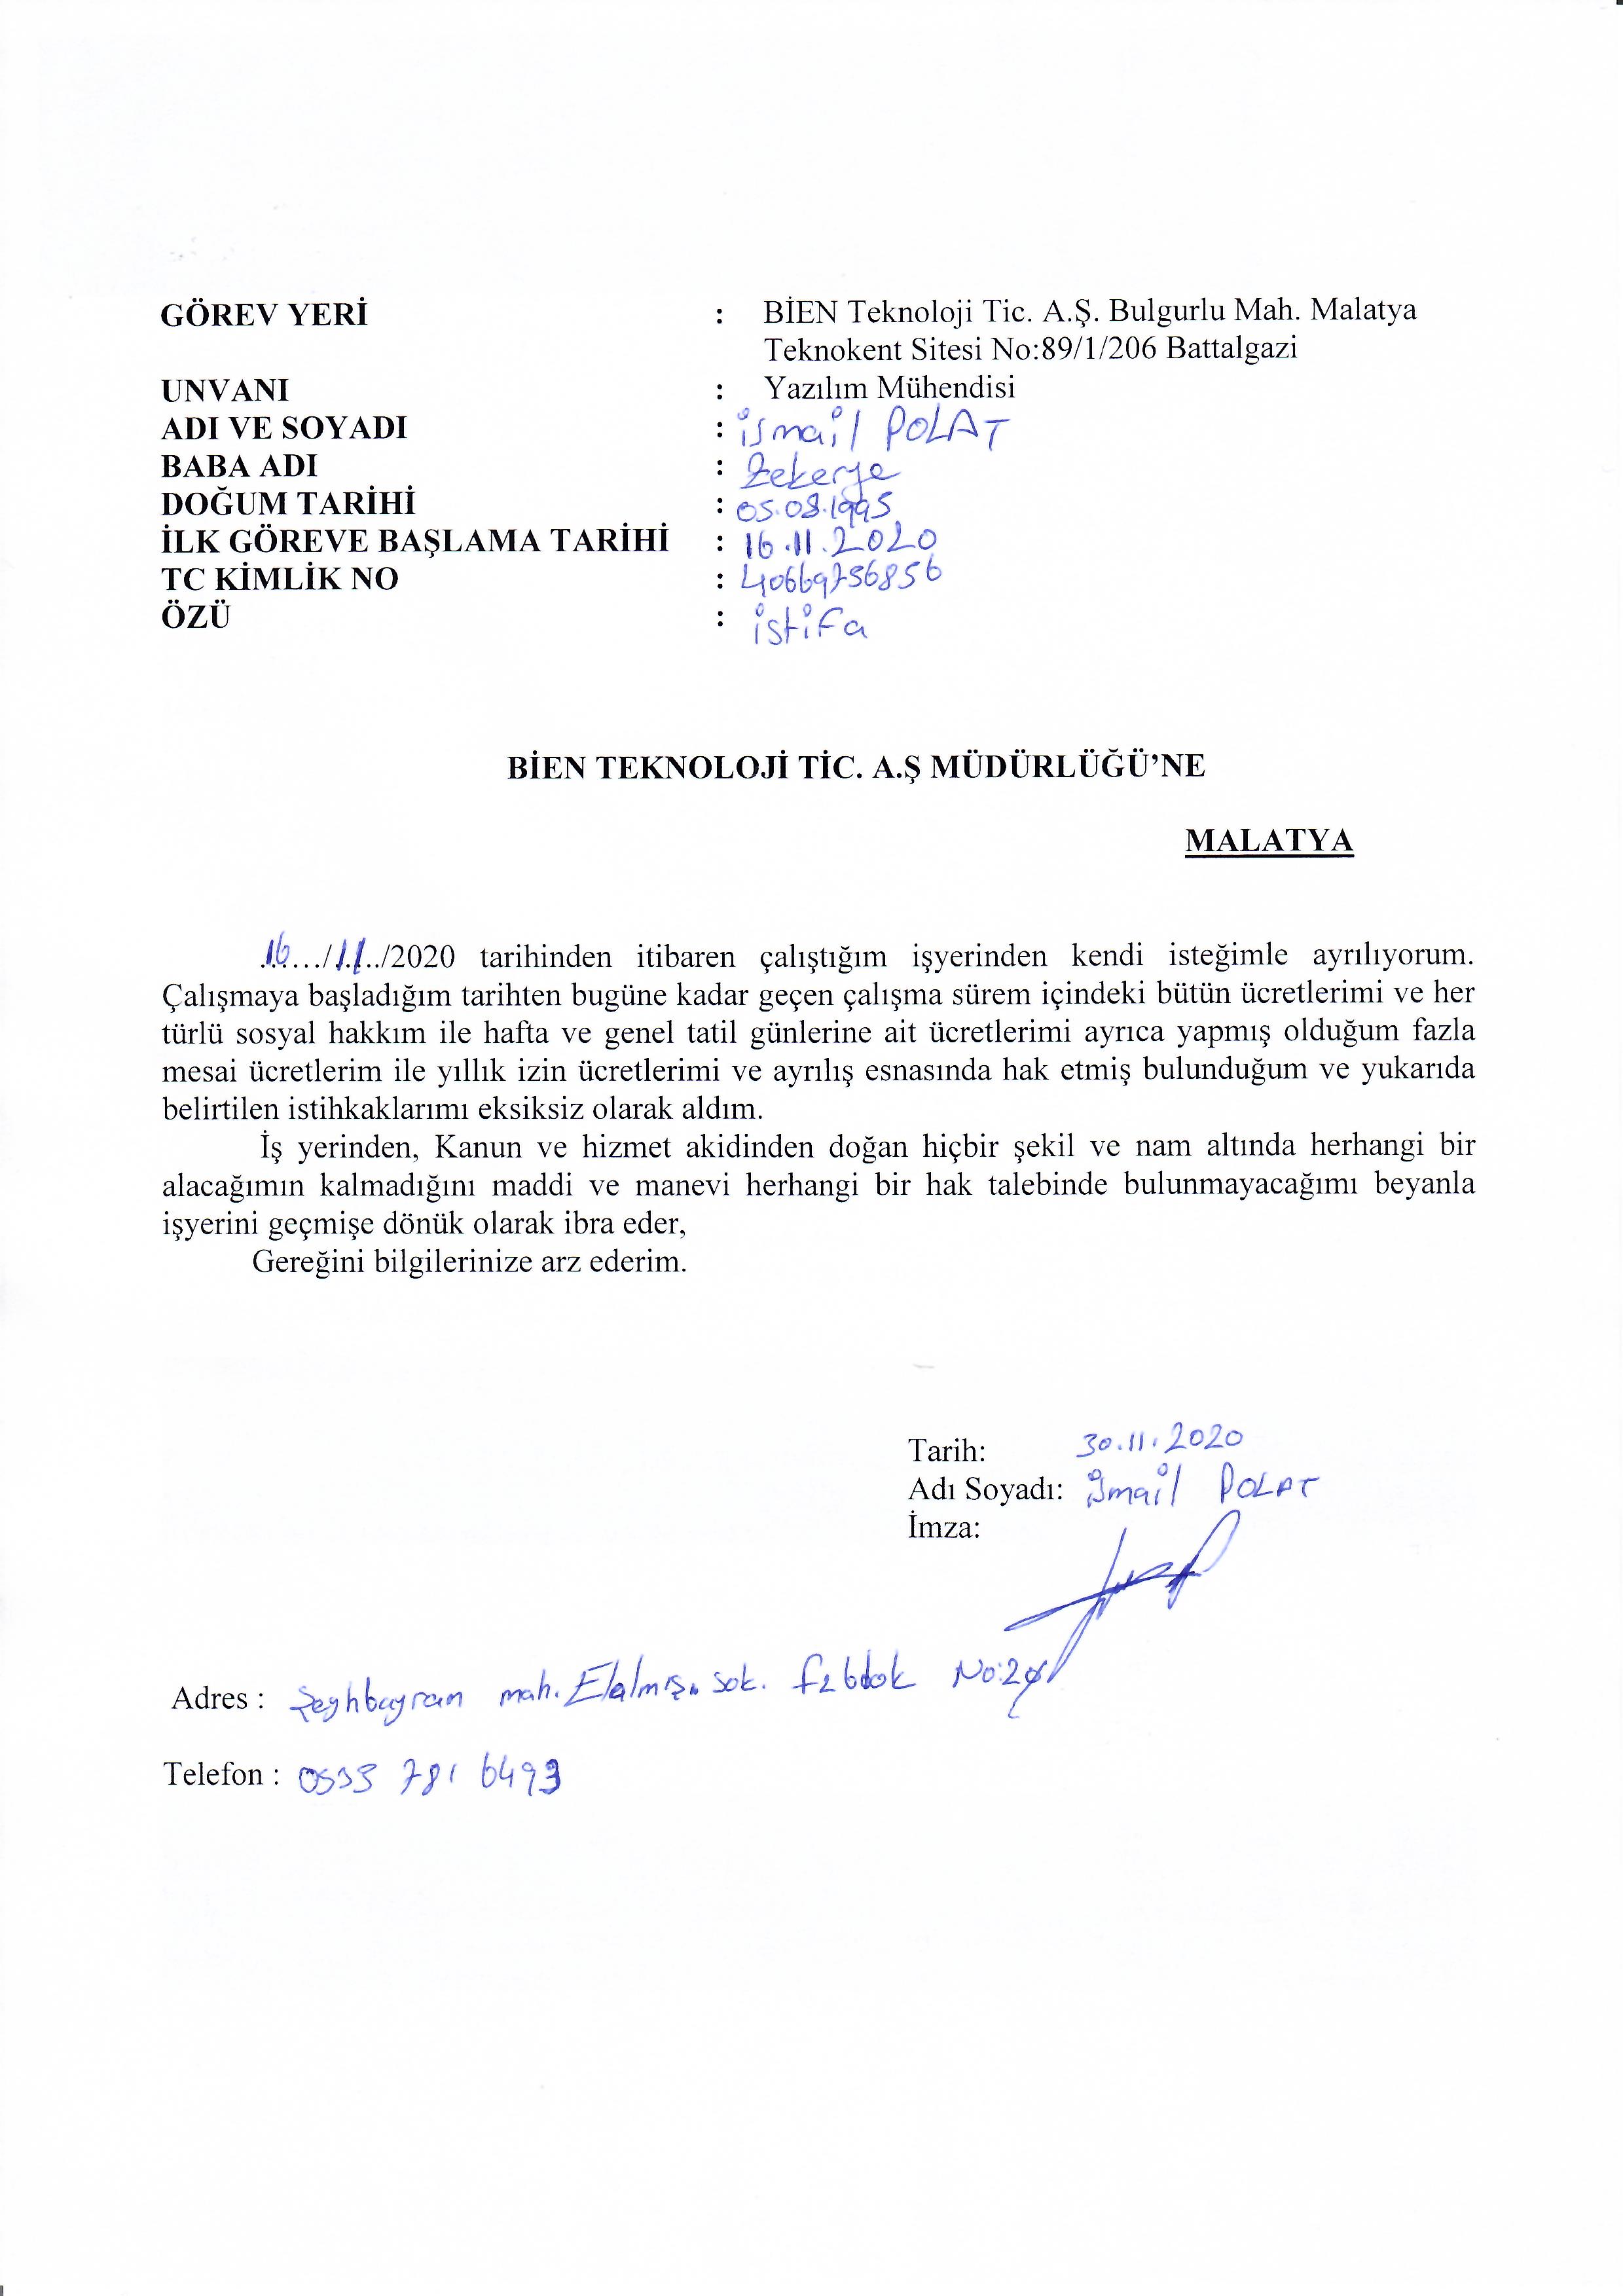 GÖREV YERİ : BİEN Teknoloji Tic. A.Ş. Bulgurlu Mah. Malatya
Teknokent Sitesi No:89/1/206 Battalgazi
UNVANI : Yazılım Mühendisi
ADI VE SOYADI : İsmail POLAT
BABA ADI : Zekerya
DOĞUM TARİHİ : 05.08.1995
İLK GÖREVE BAŞLAMA TARİHİ : 16.11.2020
TC KİMLİK NO : 40669756856
ÖZÜ : istifa
BİEN TEKNOLOJİ TİC. A.Ş MÜDÜRLÜĞÜ’NE
MALATYA
16.../11../2020 tarihinden itibaren çalıştığım işyerinden kendi isteğimle ayrılıyorum.
Çalışmaya başladığım tarihten bugüne kadar geçen çalışma sürem içindeki bütün ücretlerimi ve her
türlü sosyal hakkım ile hafta ve genel tatil günlerine ait ücretlerimi ayrıca yapmış olduğum fazla
mesai ücretlerim ile yıllık izin ücretlerimi ve ayrılış esnasında hak etmiş bulunduğum ve yukarıda
belirtilen istihkaklarımı eksiksiz olarak aldım.
İş yerinden, Kanun ve hizmet akidinden doğan hiçbir şekil ve nam altında herhangi bir
alacağımın kalmadığını maddi ve manevi herhangi bir hak talebinde bulunmayacağımı beyanla
işyerini geçmişe dönük olarak ibra eder,
Gereğini bilgilerinize arz ederim.
Tarih: 30.11.2020
Adı Soyadı: İsmail POLAT
İmza:
Adres : Şeyhbayram mah. sok. blok No:
Telefon : 0535 781 6493